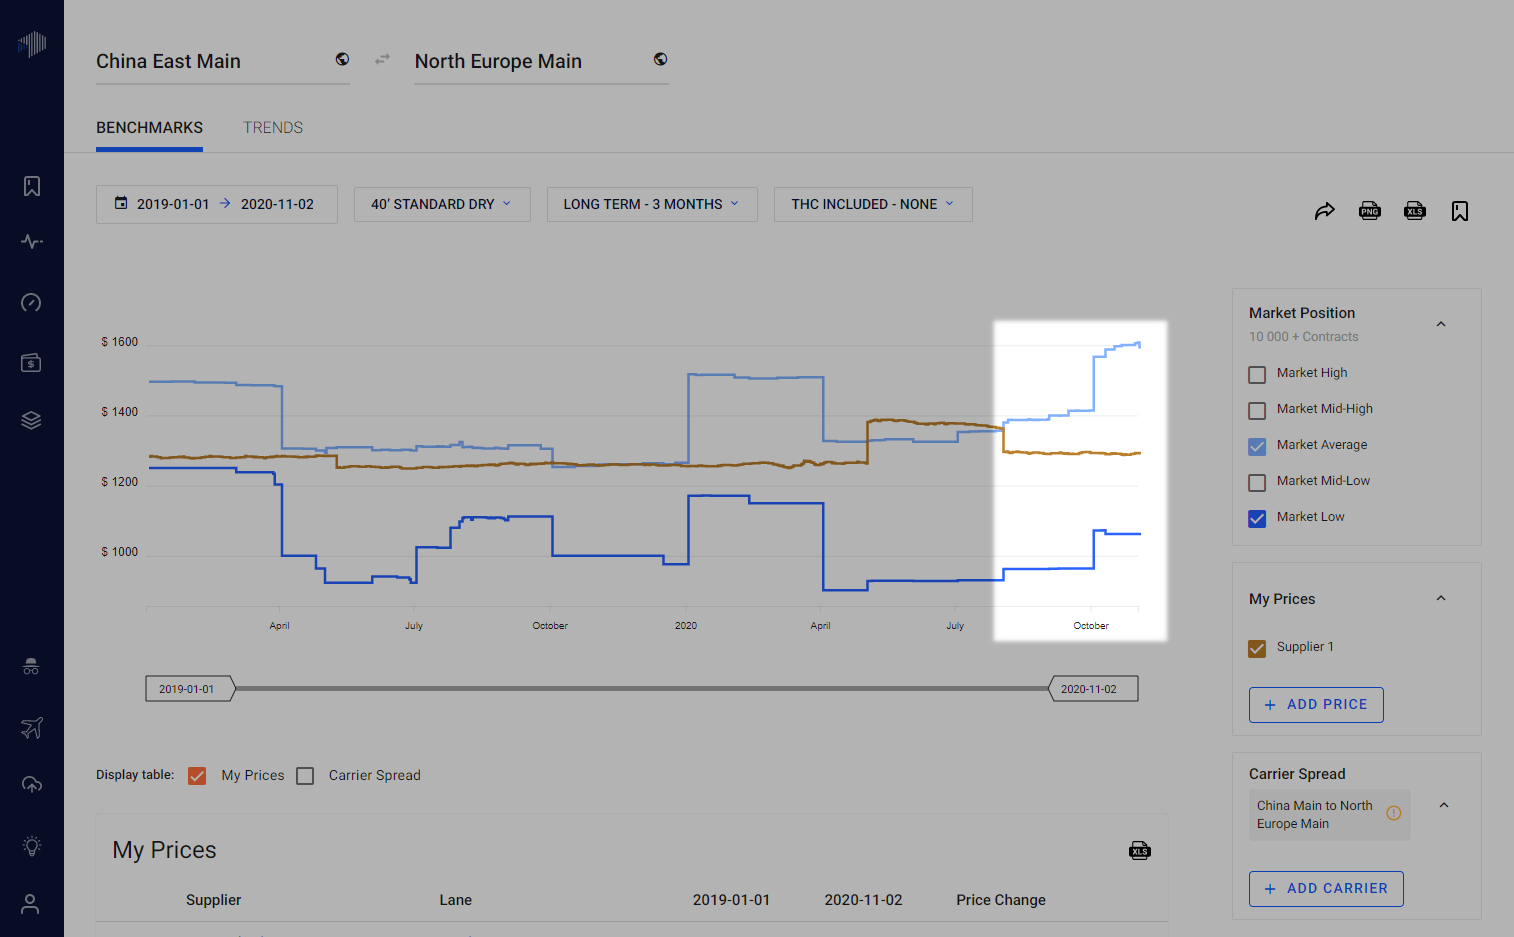 China East Main
North Europe Main
BENCHMARKS
TRENDS
2019-01-01 → 2020-11-02
40’ STANDARD DRY
LONG TERM - 3 MONTHS
THC INCLUDED - NONE
PNG
XLS
$ 1600
$ 1400
$ 1200
$ 1000
April
July
October
2020
April
July
October
2019-01-01
2020-11-02
Market Position
10 000 + Contracts
Market High
Market Mid-High
Market Average
Market Mid-Low
Market Low
My Prices
Supplier 1
+ ADD PRICE
Carrier Spread
China Main to North
Europe Main
+ ADD CARRIER
Display table:
My Prices
Carrier Spread
My Prices
XLS
Supplier
Lane
2019-01-01
2020-11-02
Price Change